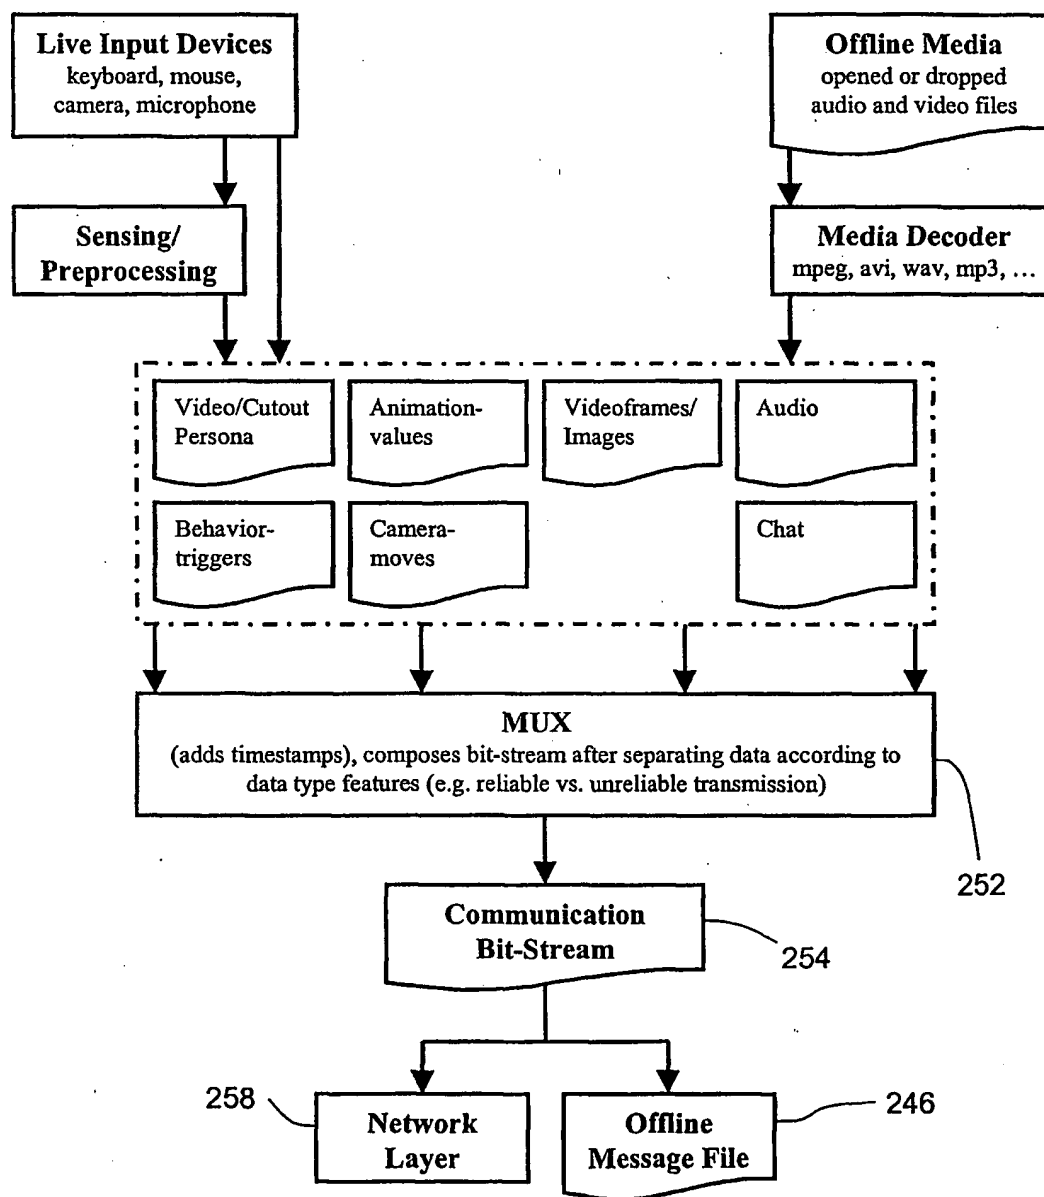 Live Input Devices
keyboard, mouse,
camera, microphone
Offline Media
opened or dropped
audio and video files
Sensing/
Preprocessing
Media Decoder
mpeg, avi, wav, mp3, ...
Video/Cutout
Persona
Animation-
values
Videoframes/
Images
Audio
Behavior-
triggers
Camera-
moves
Chat
MUX
(adds timestamps), composes bit-stream after separating data according to
data type features (e.g. reliable vs. unreliable transmission)
252
Communication
Bit-Stream
254
258
Network
Layer
Offline
Message File
246